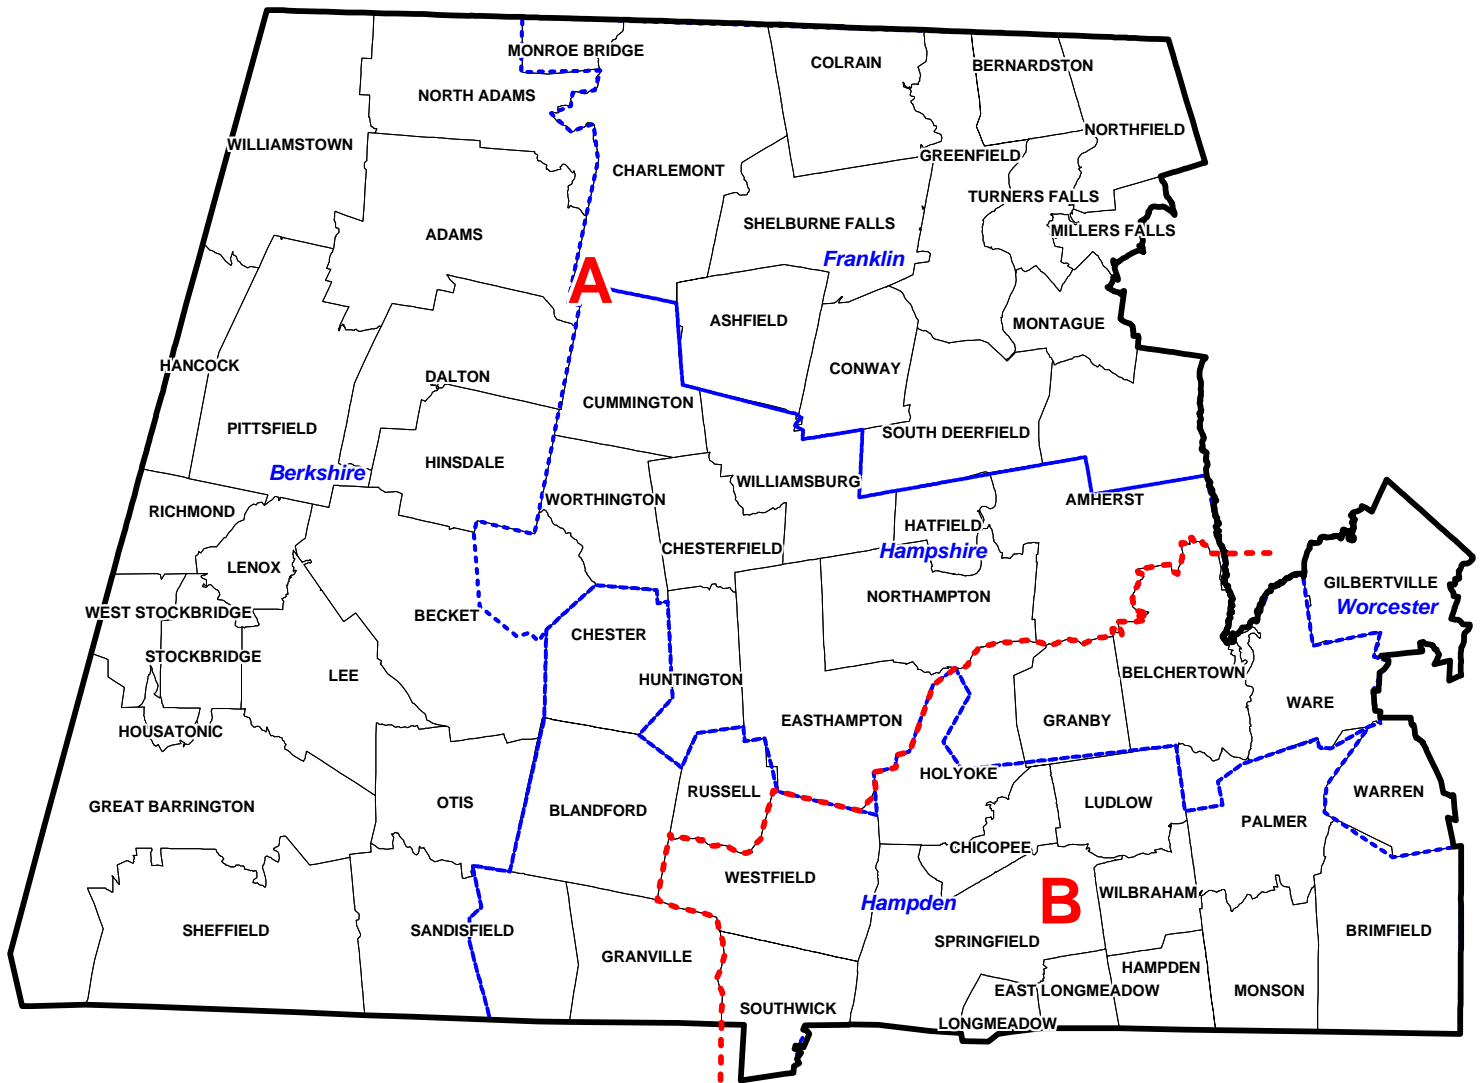 MONROE BRIDGE
COLRAIN
BERNARDSTON
NORTH ADAMS
NORTHFIELD
WILLIAMSTOWN
GREENFIELD
CHARLEMONT
TURNERS FALLS
SHELBURNE FALLS
MILLERS FALLS
ADAMS
Franklin
A
ASHFIELD
MONTAGUE
HANCOCK
CONWAY
DALTON
CUMMINGTON
PITTSFIELD
SOUTH DEERFIELD
HINSDALE
Berkshire
WILLIAMSBURG
WORTHINGTON
AMHERST
RICHMOND
HATFIELD
CHESTERFIELD
Hampshire
LENOX
GILBERTVILLE
NORTHAMPTON
Worcester
WEST STOCKBRIDGE
BECKET
CHESTER
STOCKBRIDGE
LEE
HUNTINGTON
BELCHERTOWN
WARE
EASTHAMPTON
GRANBY
HOUSATONIC
HOLYOKE
RUSSELL
WARREN
GREAT BARRINGTON
OTIS
BLANDFORD
LUDLOW
PALMER
CHICOPEE
WESTFIELD
WILBRAHAM
Hampden
B
SHEFFIELD
SANDISFIELD
SPRINGFIELD
BRIMFIELD
GRANVILLE
HAMPDEN
EAST LONGMEADOW
MONSON
SOUTHWICK
LONGMEADOW